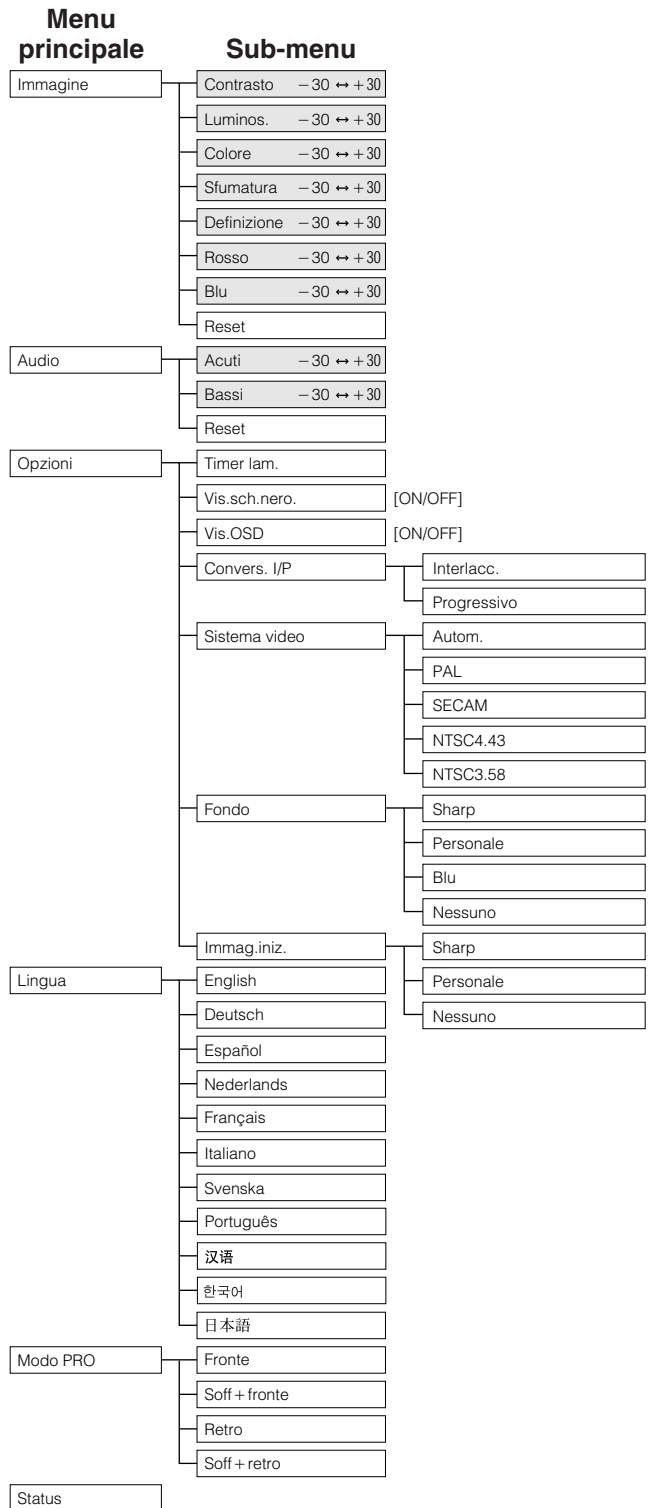 Menu
principale Sub-menu
Immagine Contrasto −30 ↔ +30
Luminos. −30 ↔ +30
Colore −30 ↔ +30
Sfumatura −30 ↔ +30
Definizione −30 ↔ +30
Rosso −30 ↔ +30
Blu −30 ↔ +30
Reset
Audio Acuti −30 ↔ +30
Bassi −30 ↔ +30
Reset
Opzioni Timer lam.
Vis.sch.nero. [ON/OFF]
Vis.OSD [ON/OFF]
Convers. I/P Interlacc.
Progressivo
Sistema video Autom.
PAL
SECAM
NTSC4.43
NTSC3.58
Fondo Sharp
Personale
Blu
Nessuno
Immag.iniz. Sharp
Lingua English Personale
Deutsch Nessuno
Español
Nederlands
Français
Italiano
Svenska
Português
汉语
한국어
日本語
Modo PRO Fronte
Soff+fronte
Retro
Soff+retro
Status